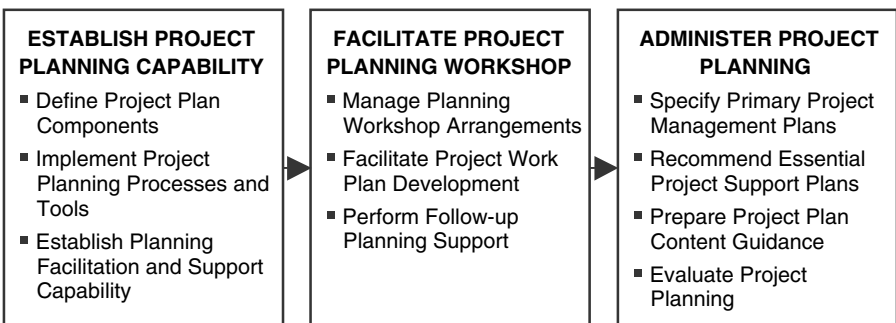 ESTABLISH PROJECT
PLANNING CAPABILITY
▪ Define Project Plan
Components
▪ Implement Project
Planning Processes and
Tools
▪ Establish Planning
Facilitation and Support
Capability
FACILITATE PROJECT
PLANNING WORKSHOP
▪ Manage Planning
Workshop Arrangements
▪ Facilitate Project Work
Plan Development
▪ Perform Follow-up
Planning Support
ADMINISTER PROJECT
PLANNING
▪ Specify Primary Project
Management Plans
▪ Recommend Essential
Project Support Plans
▪ Prepare Project Plan
Content Guidance
▪ Evaluate Project
Planning